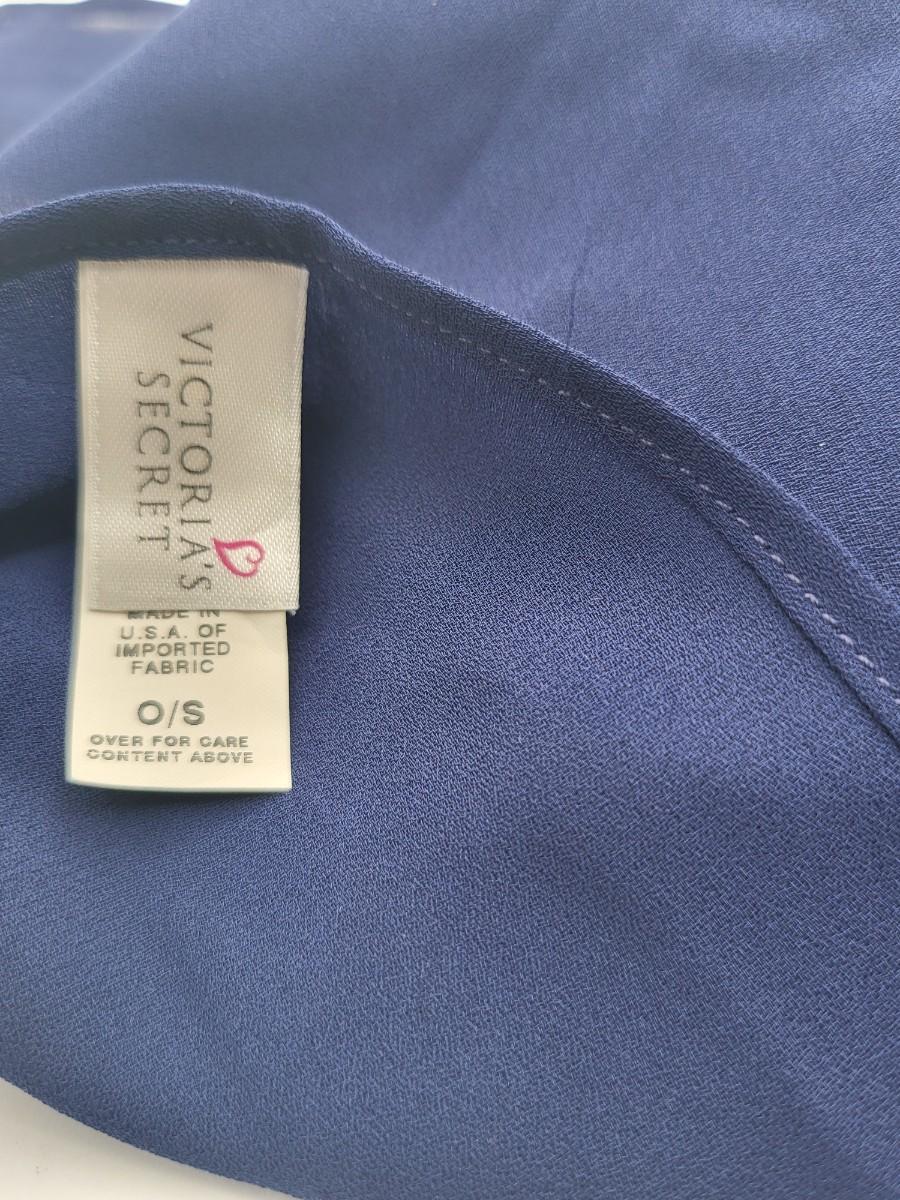 VICTORIA'S
SECRET
MADE IN
U.S.A. OF
IMPORTED
FABRIC
O/S
OVER FOR CARE
CONTENT ABOVE